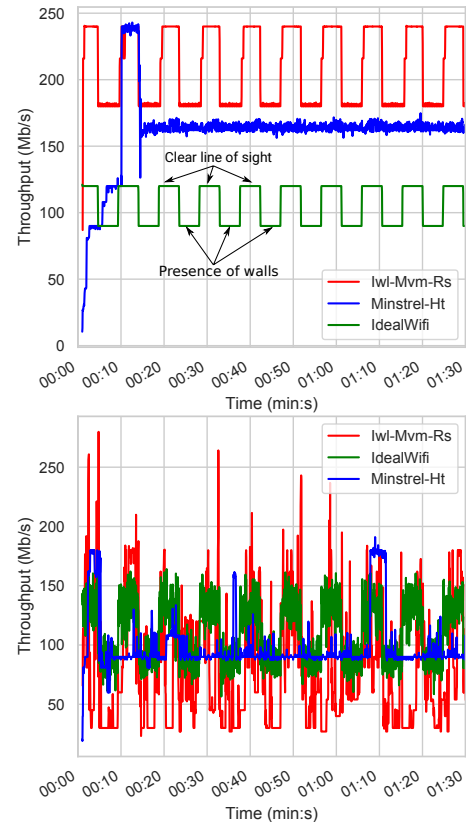 250
200
150
100
50
0
Throughput (Mb/s)
Clear line of sight
Presence of walls
Iwl-Mvm-Rs
Minstrel-Ht
IdealWifi
00:00
00:10
00:20
00:30
00:40
00:50
01:00
01:10
01:20
01:30
Time (min:s)
250
200
150
100
50
Throughput (Mb/s)
Iwl-Mvm-Rs
IdealWifi
Minstrel-Ht
00:00
00:10
00:20
00:30
00:40
00:50
01:00
01:10
01:20
01:30
Time (min:s)